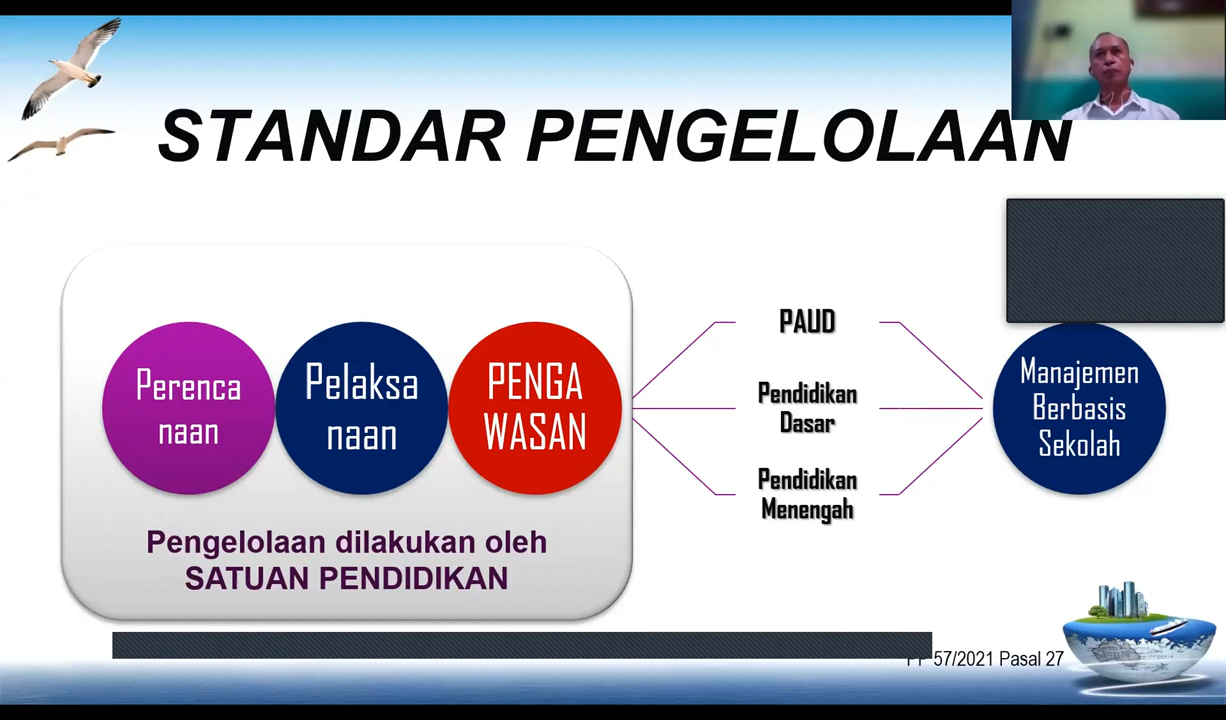 STANDAR PENGELOLAAN
Perenca
naan
Pelaksa
naan
PENGA
WASAN
Pengelolaan dilakukan oleh
SATUAN PENDIDIKAN
PAUD
Pendidikan
Dasar
Pendidikan
Menengah
Manajemen
Berbasis
Sekolah
PP 57/2021 Pasal 27